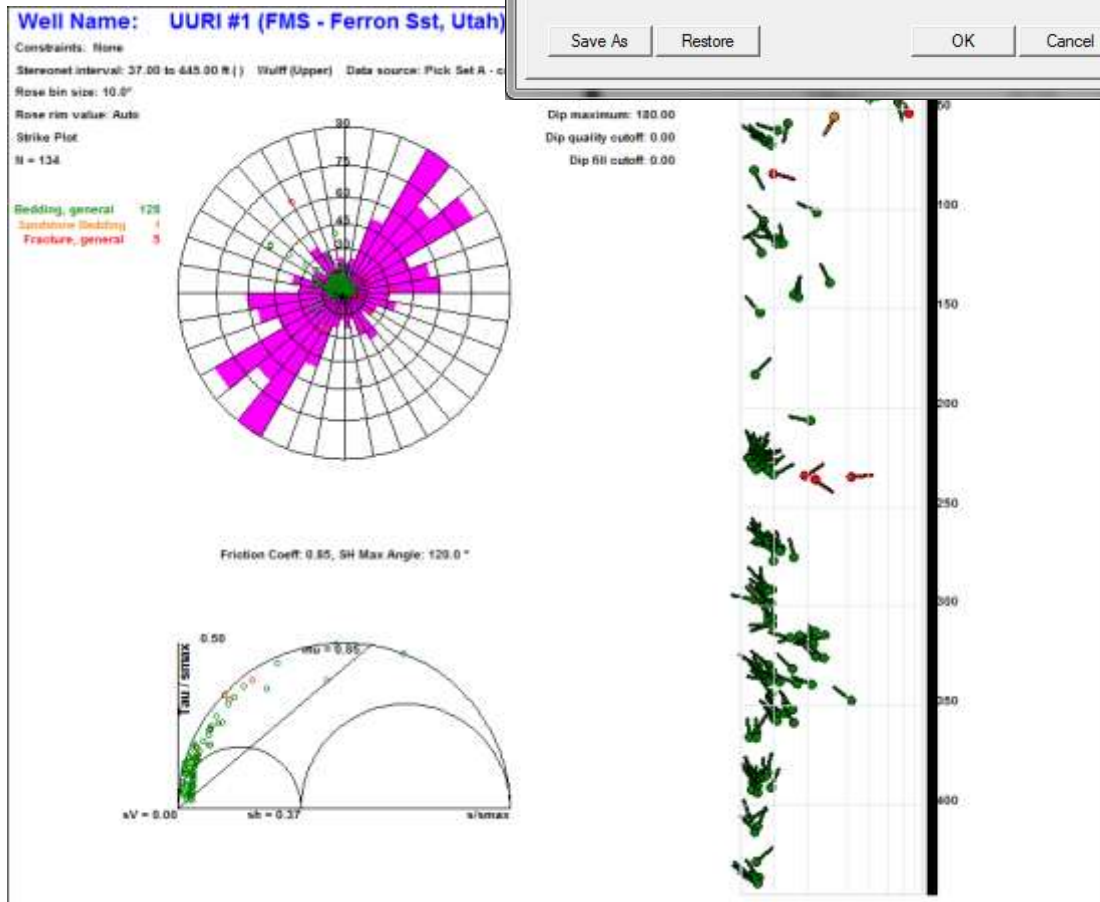 Well Name: UURI #1 (FMS - Ferron Sst, Utah)
Constraints: None
Stereonet interval: 37.00 to 445.00 ft ( ) Wulff (Upper) Data source: Pick Set A - c
Rose bin size: 10.0°
Rose rim value: Auto
Strike Plot
N = 134
Bedding, general 128
Sandstone Bedding 1
Fracture, general 5
Save As
Restore
OK
Cancel
Dip maximum: 180.00
Dip quality cutoff: 0.00
Dip fill cutoff: 0.00
75
60
45
30
50
100
150
200
250
300
350
400
Friction Coeff: 0.85, SH Max Angle: 120.0 °
0.50
mu = 0.85
Tau / smax
sV = 0.00
sh = 0.37
s/smax